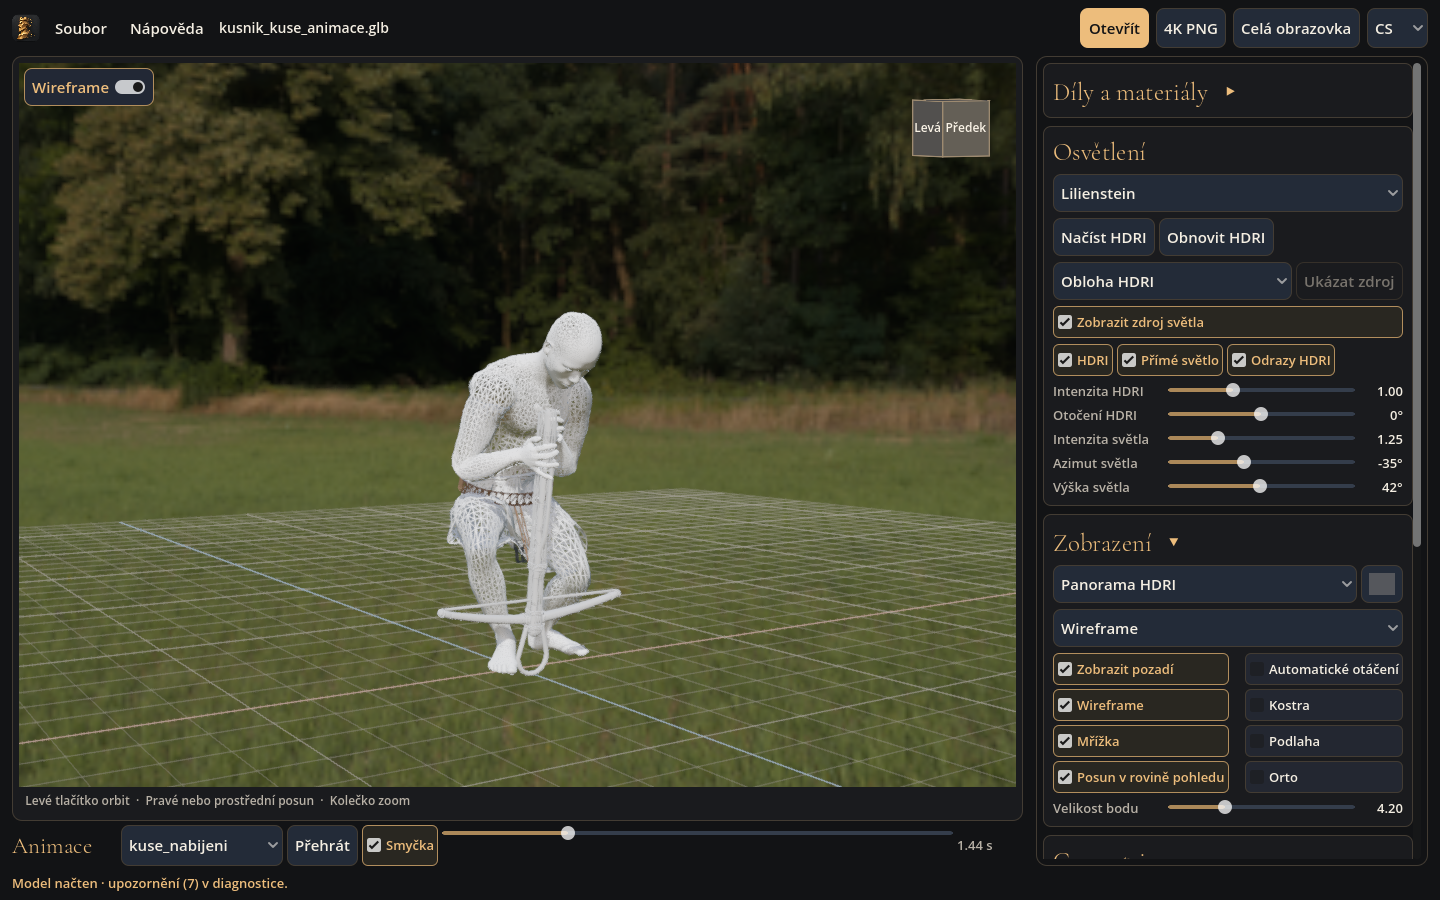 Soubor Nápověda kusnik_kuse_animace.glb Otevřít 4K PNG Celá obrazovka CS
Wireframe
Levá Předek
Levé tlačítko orbit · Pravé nebo prostřední posun · Kolečko zoom
Animace kuse_nabijeni Přehrát Smyčka 1.44 s
Model načten · upozornění (7) v diagnostice.
Díly a materiály
Osvětlení
Lilienstein
Načíst HDRI Obnovit HDRI
Obloha HDRI Ukázat zdroj
Zobrazit zdroj světla
HDRI Přímé světlo Odrazy HDRI
Intenzita HDRI 1.00
Otočení HDRI 0°
Intenzita světla 1.25
Azimut světla -35°
Výška světla 42°
Zobrazení
Panorama HDRI
Wireframe
Zobrazit pozadí Automatické otáčení
Wireframe Kostra
Mřížka Podlaha
Posun v rovině pohledu Orto
Velikost bodu 4.20